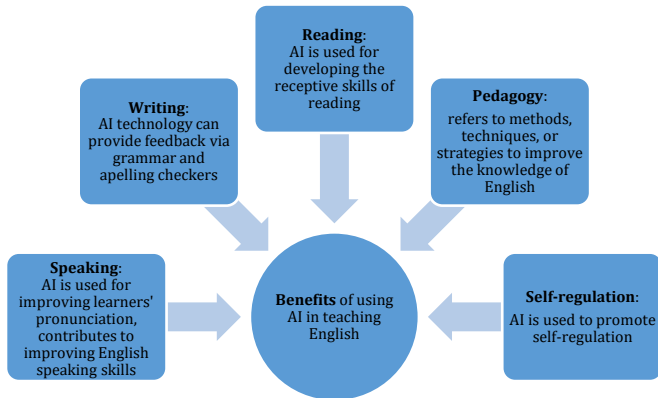 Reading:
AI is used for
developing the
receptive skills of
reading
Writing:
AI technology can
provide feedback via
grammar and
apelling checkers
Pedagogy:
refers to methods,
techniques, or
strategies to improve
the knowledge of
English
Speaking:
AI is used for
improving learners'
pronunciation,
contributes to
improving English
speaking skills
Benefits of using
AI in teaching
English
Self-regulation:
AI is used to promote
self-regulation